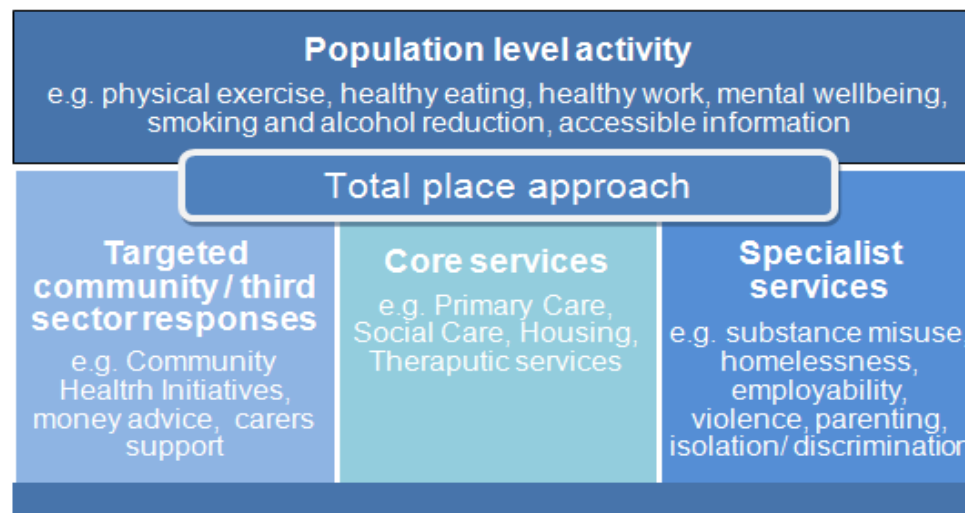 Population level activity
e.g. physical exercise, healthy eating, healthy work, mental wellbeing,
smoking and alcohol reduction, accessible information
Total place approach
Targeted
community / third
sector responses
e.g. Community
Healtrh Initiatives,
money advice, carers
support
Core services
e.g. Primary Care,
Social Care, Housing,
Theraputic services
Specialist
services
e.g. substance misuse,
homelessness,
employability,
violence, parenting,
isolation/ discrimination